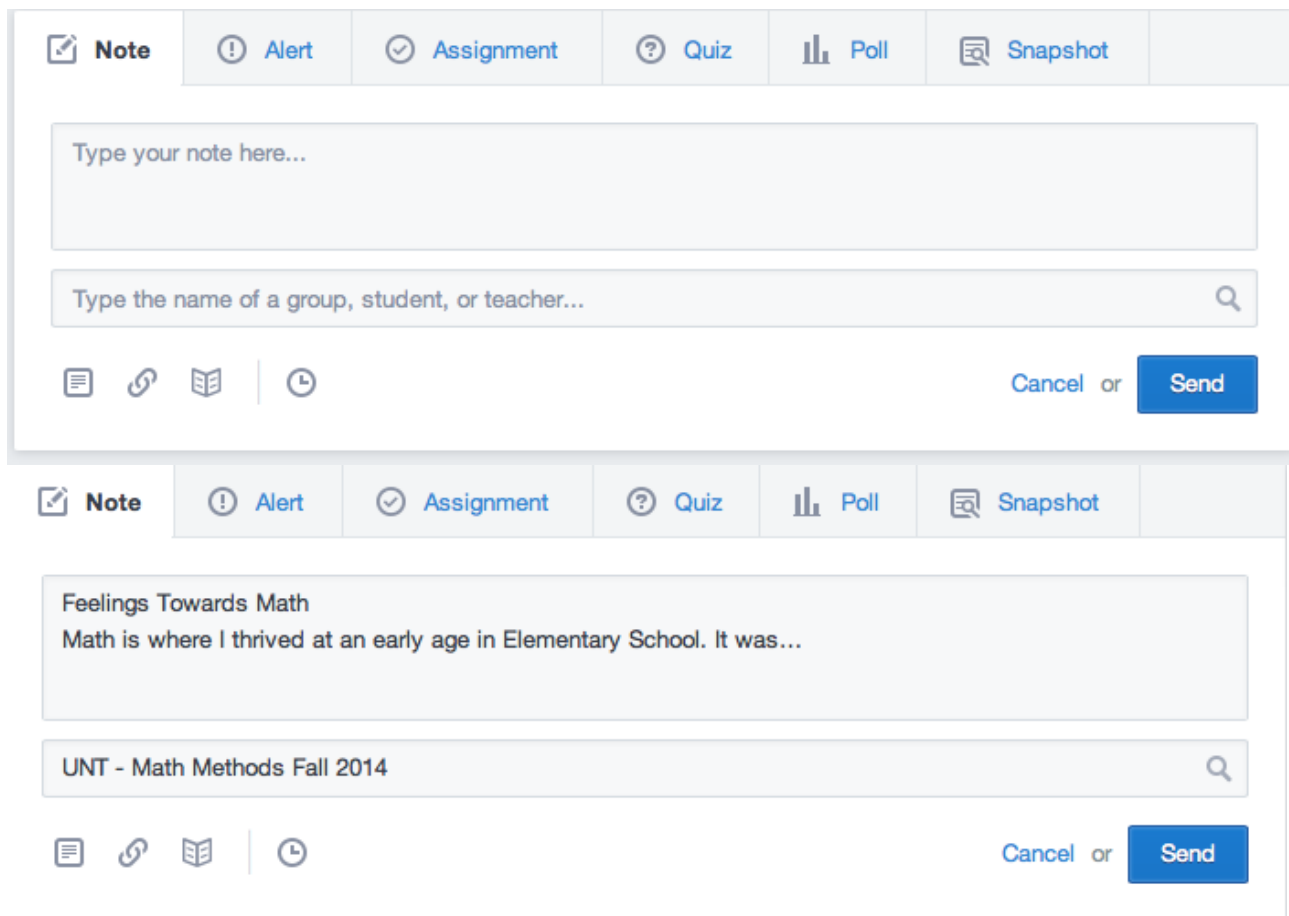 Note Alert Assignment Quiz Poll Snapshot
Type your note here...
Type the name of a group, student, or teacher...
Cancel or Send
Note Alert Assignment Quiz Poll Snapshot
Feelings Towards Math
Math is where I thrived at an early age in Elementary School. It was...
UNT - Math Methods Fall 2014
Cancel or Send